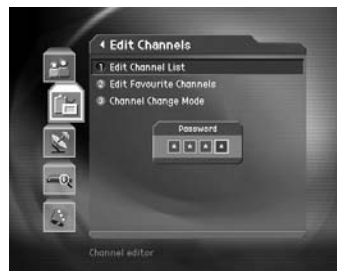 Edit Channels
1 Edit Channel List
2 Edit Favourite Channels
3 Channel Change Mode
Password
* * * *
Channel editor